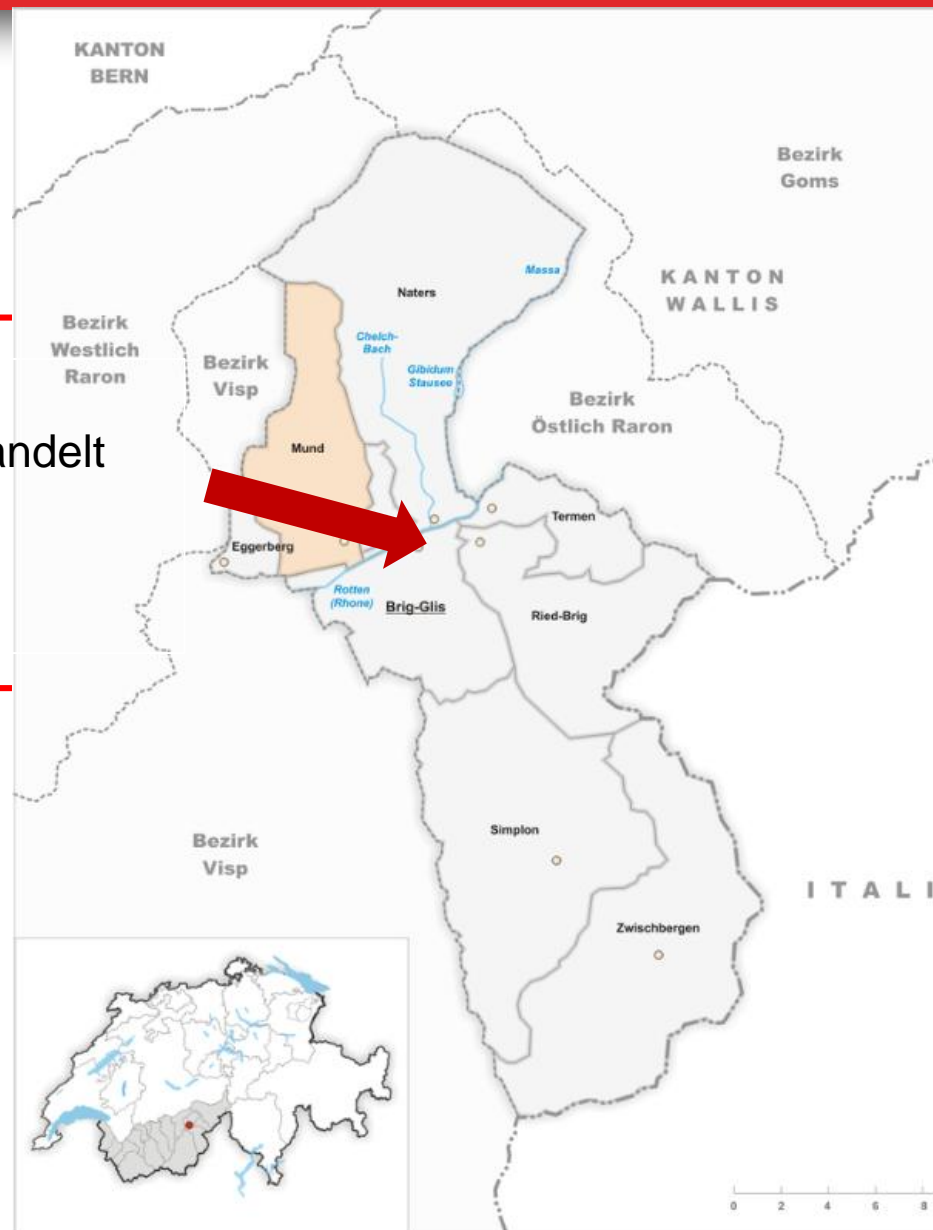 KANTON
BERN
Bezirk
Goms
Massa
Naters
KANTON
WALLIS
Bezirk
Westlich
Raron
Chelch-
Bach
Bezirk
Visp
Gibidum
Stausee
Bezirk
Östlich Raron
Mund
andelt
Termen
Eggerberg
Rotten
(Rhone)
Brig-Glis
Ried-Brig
Simplon
Bezirk
Visp
ITALI
Zwischbergen
0 2 4 6 8